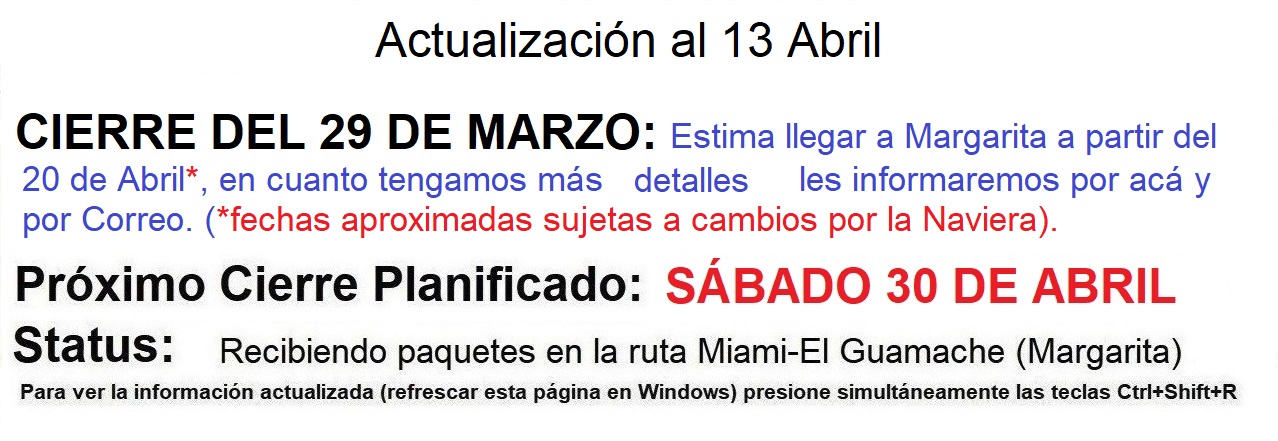 Actualización al 13 Abril
CIERRE DEL 29 DE MARZO: Estima llegar a Margarita a partir del
20 de Abril*, en cuanto tengamos más detalles les informaremos por acá y
por Correo. (*fechas aproximadas sujetas a cambios por la Naviera).
Próximo Cierre Planificado: SÁBADO 30 DE ABRIL
Status: Recibiendo paquetes en la ruta Miami-El Guamache (Margarita)
Para ver la información actualizada (refrescar esta página en Windows) presione simultáneamente las teclas Ctrl+Shift+R